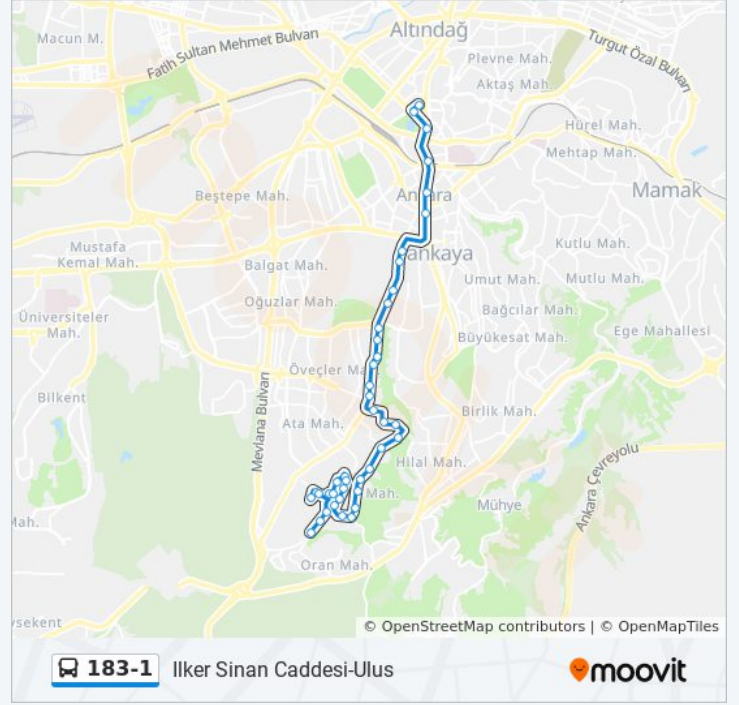 Altındağ
Macun M.
Fatih Sultan Mehmet Bulvarı
Turgut Özal Bulvarı
Plevne Mah.
Aktaş Mah.
Hürel Mah.
Mehtap Mah.
Beştepe Mah.
Mamak
Mustafa
Kemal Mah.
Kutlu Mah.
Balgat Mah.
Umut Mah.
Mutlu Mah.
Oğuzlar Mah.
Bağcılar Mah.
Üniversiteler
Mah.
Büyükesat Mah.
Ege Mahallesi
Öveçler Ma
Bilkent
Mevlana Bulvarı
Birlik Mah.
Ata Mah.
Hilal Mah.
Ankara Çevreyolu
Mah.
Mühye
Mah.
Oran Mah.
ysekent
© OpenStreetMap contributors | © OpenMapTiles
183-1 Ilker Sinan Caddesi-Ulus
moovit